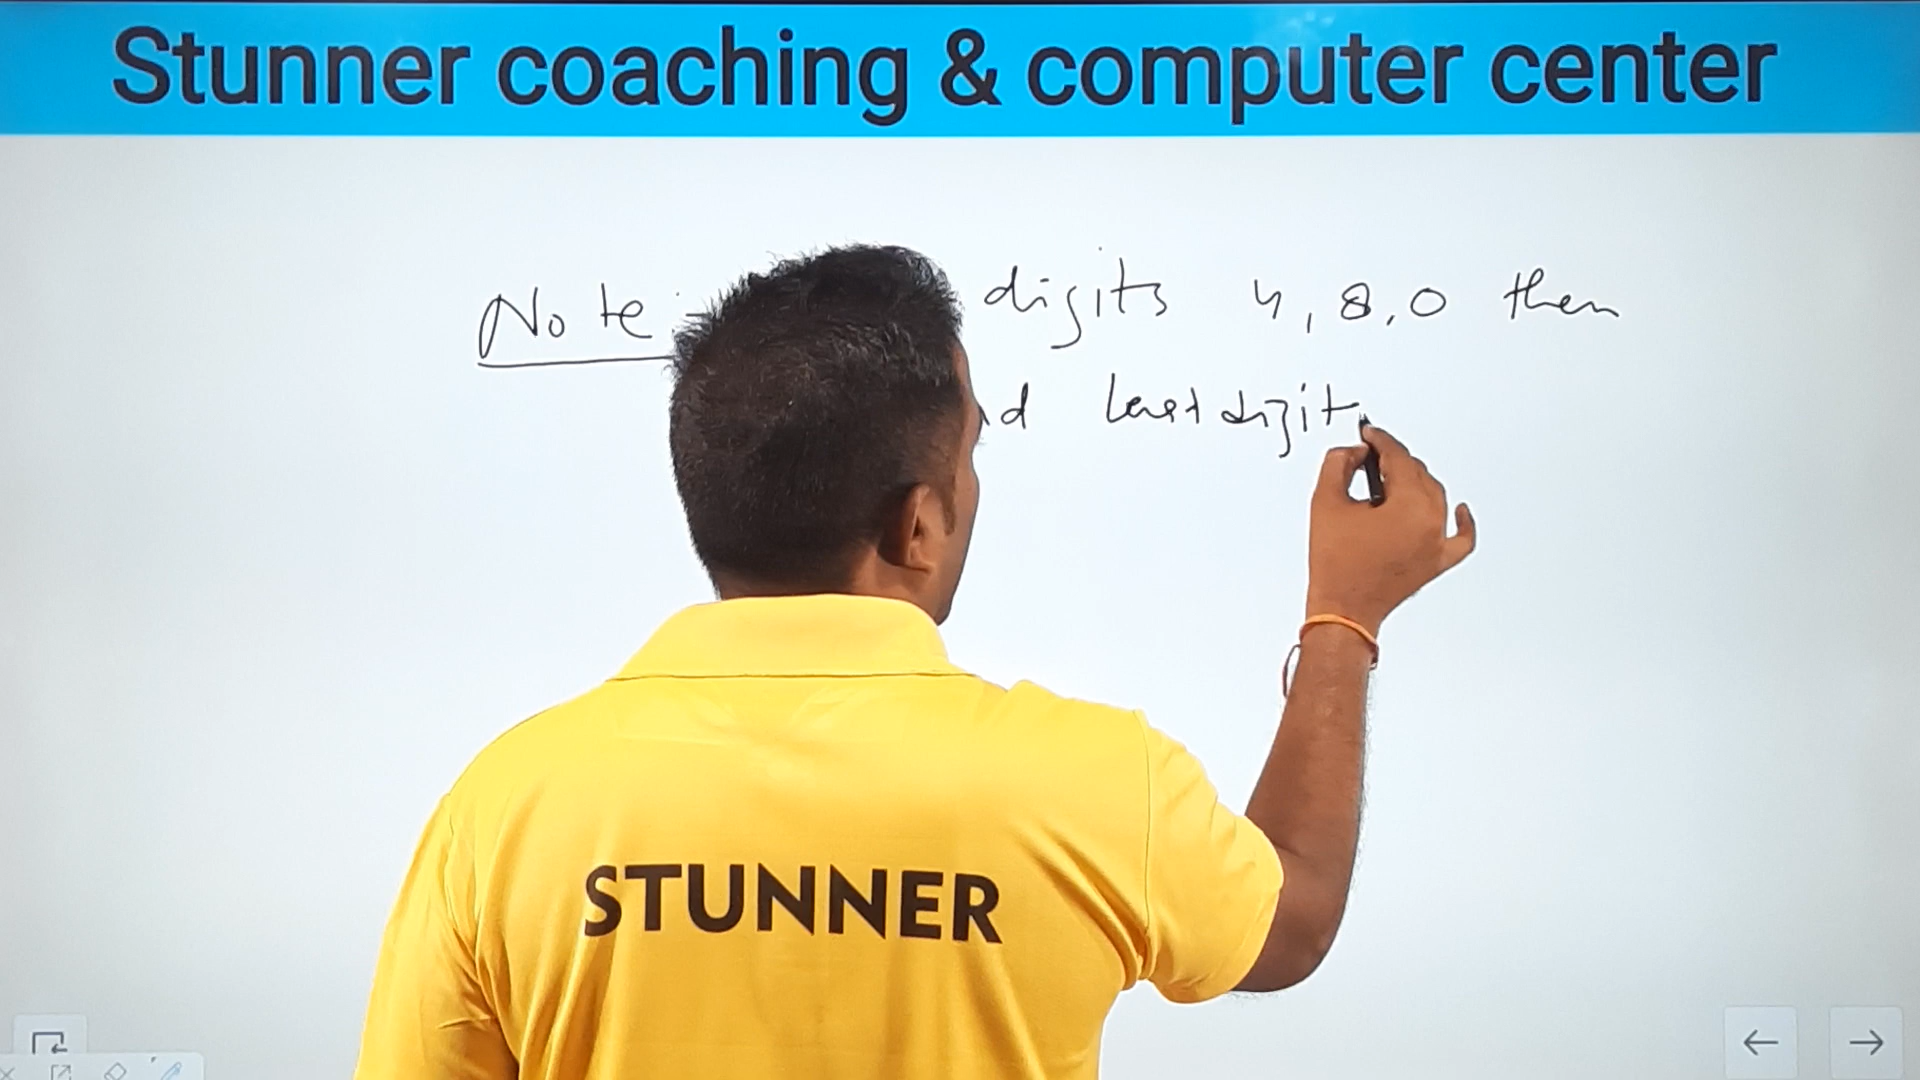 Stunner coaching & computer center
Note :- digits 4, 8, 0 then
last digit
STUNNER